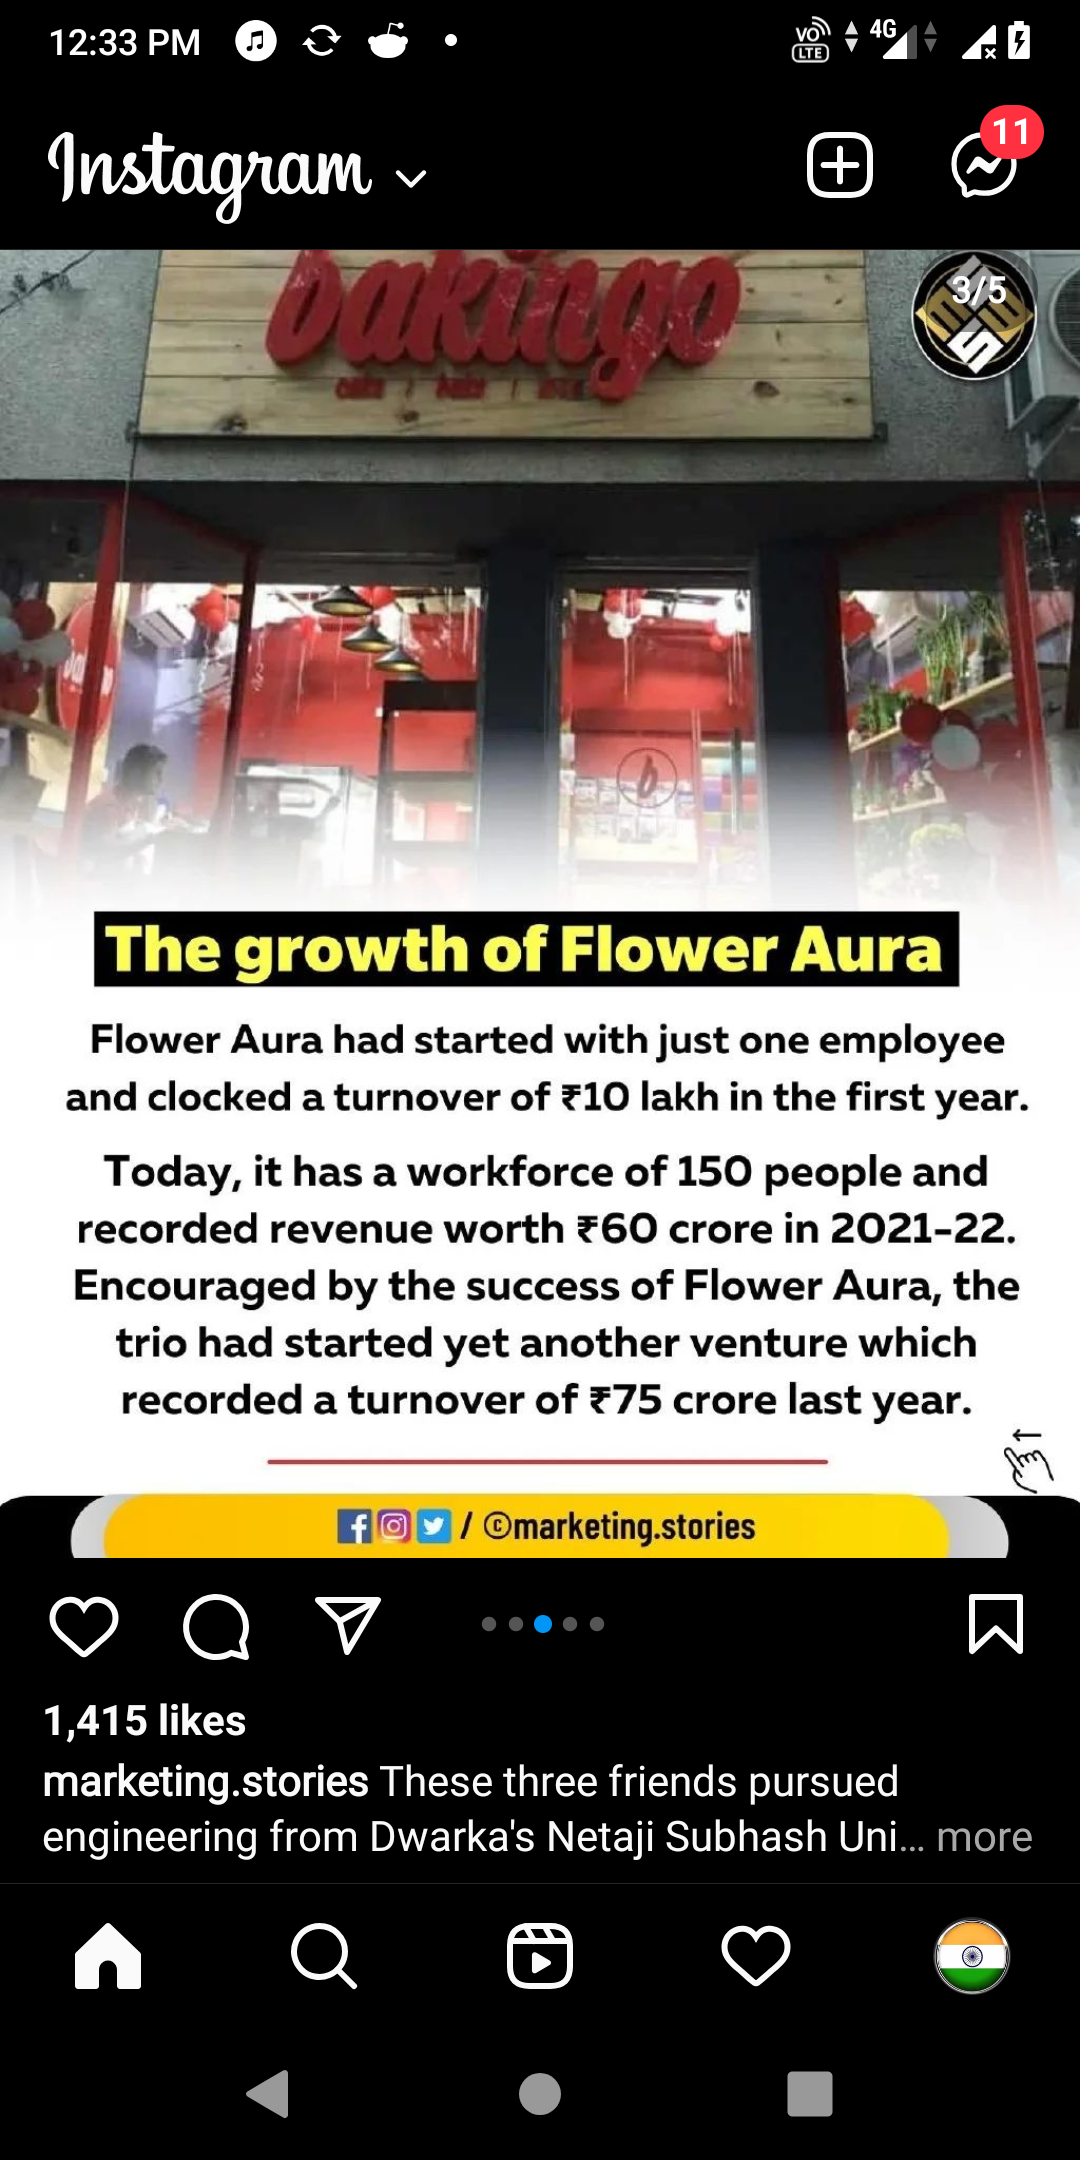 12:33 PM
VO LTE 4G
Instagram
11
bakingo
3/5
The growth of Flower Aura
Flower Aura had started with just one employee
and clocked a turnover of ₹10 lakh in the first year.
Today, it has a workforce of 150 people and
recorded revenue worth ₹60 crore in 2021-22.
Encouraged by the success of Flower Aura, the
trio had started yet another venture which
recorded a turnover of ₹75 crore last year.
/ ©marketing.stories
1,415 likes
marketing.stories These three friends pursued
engineering from Dwarka's Netaji Subhash Uni... more